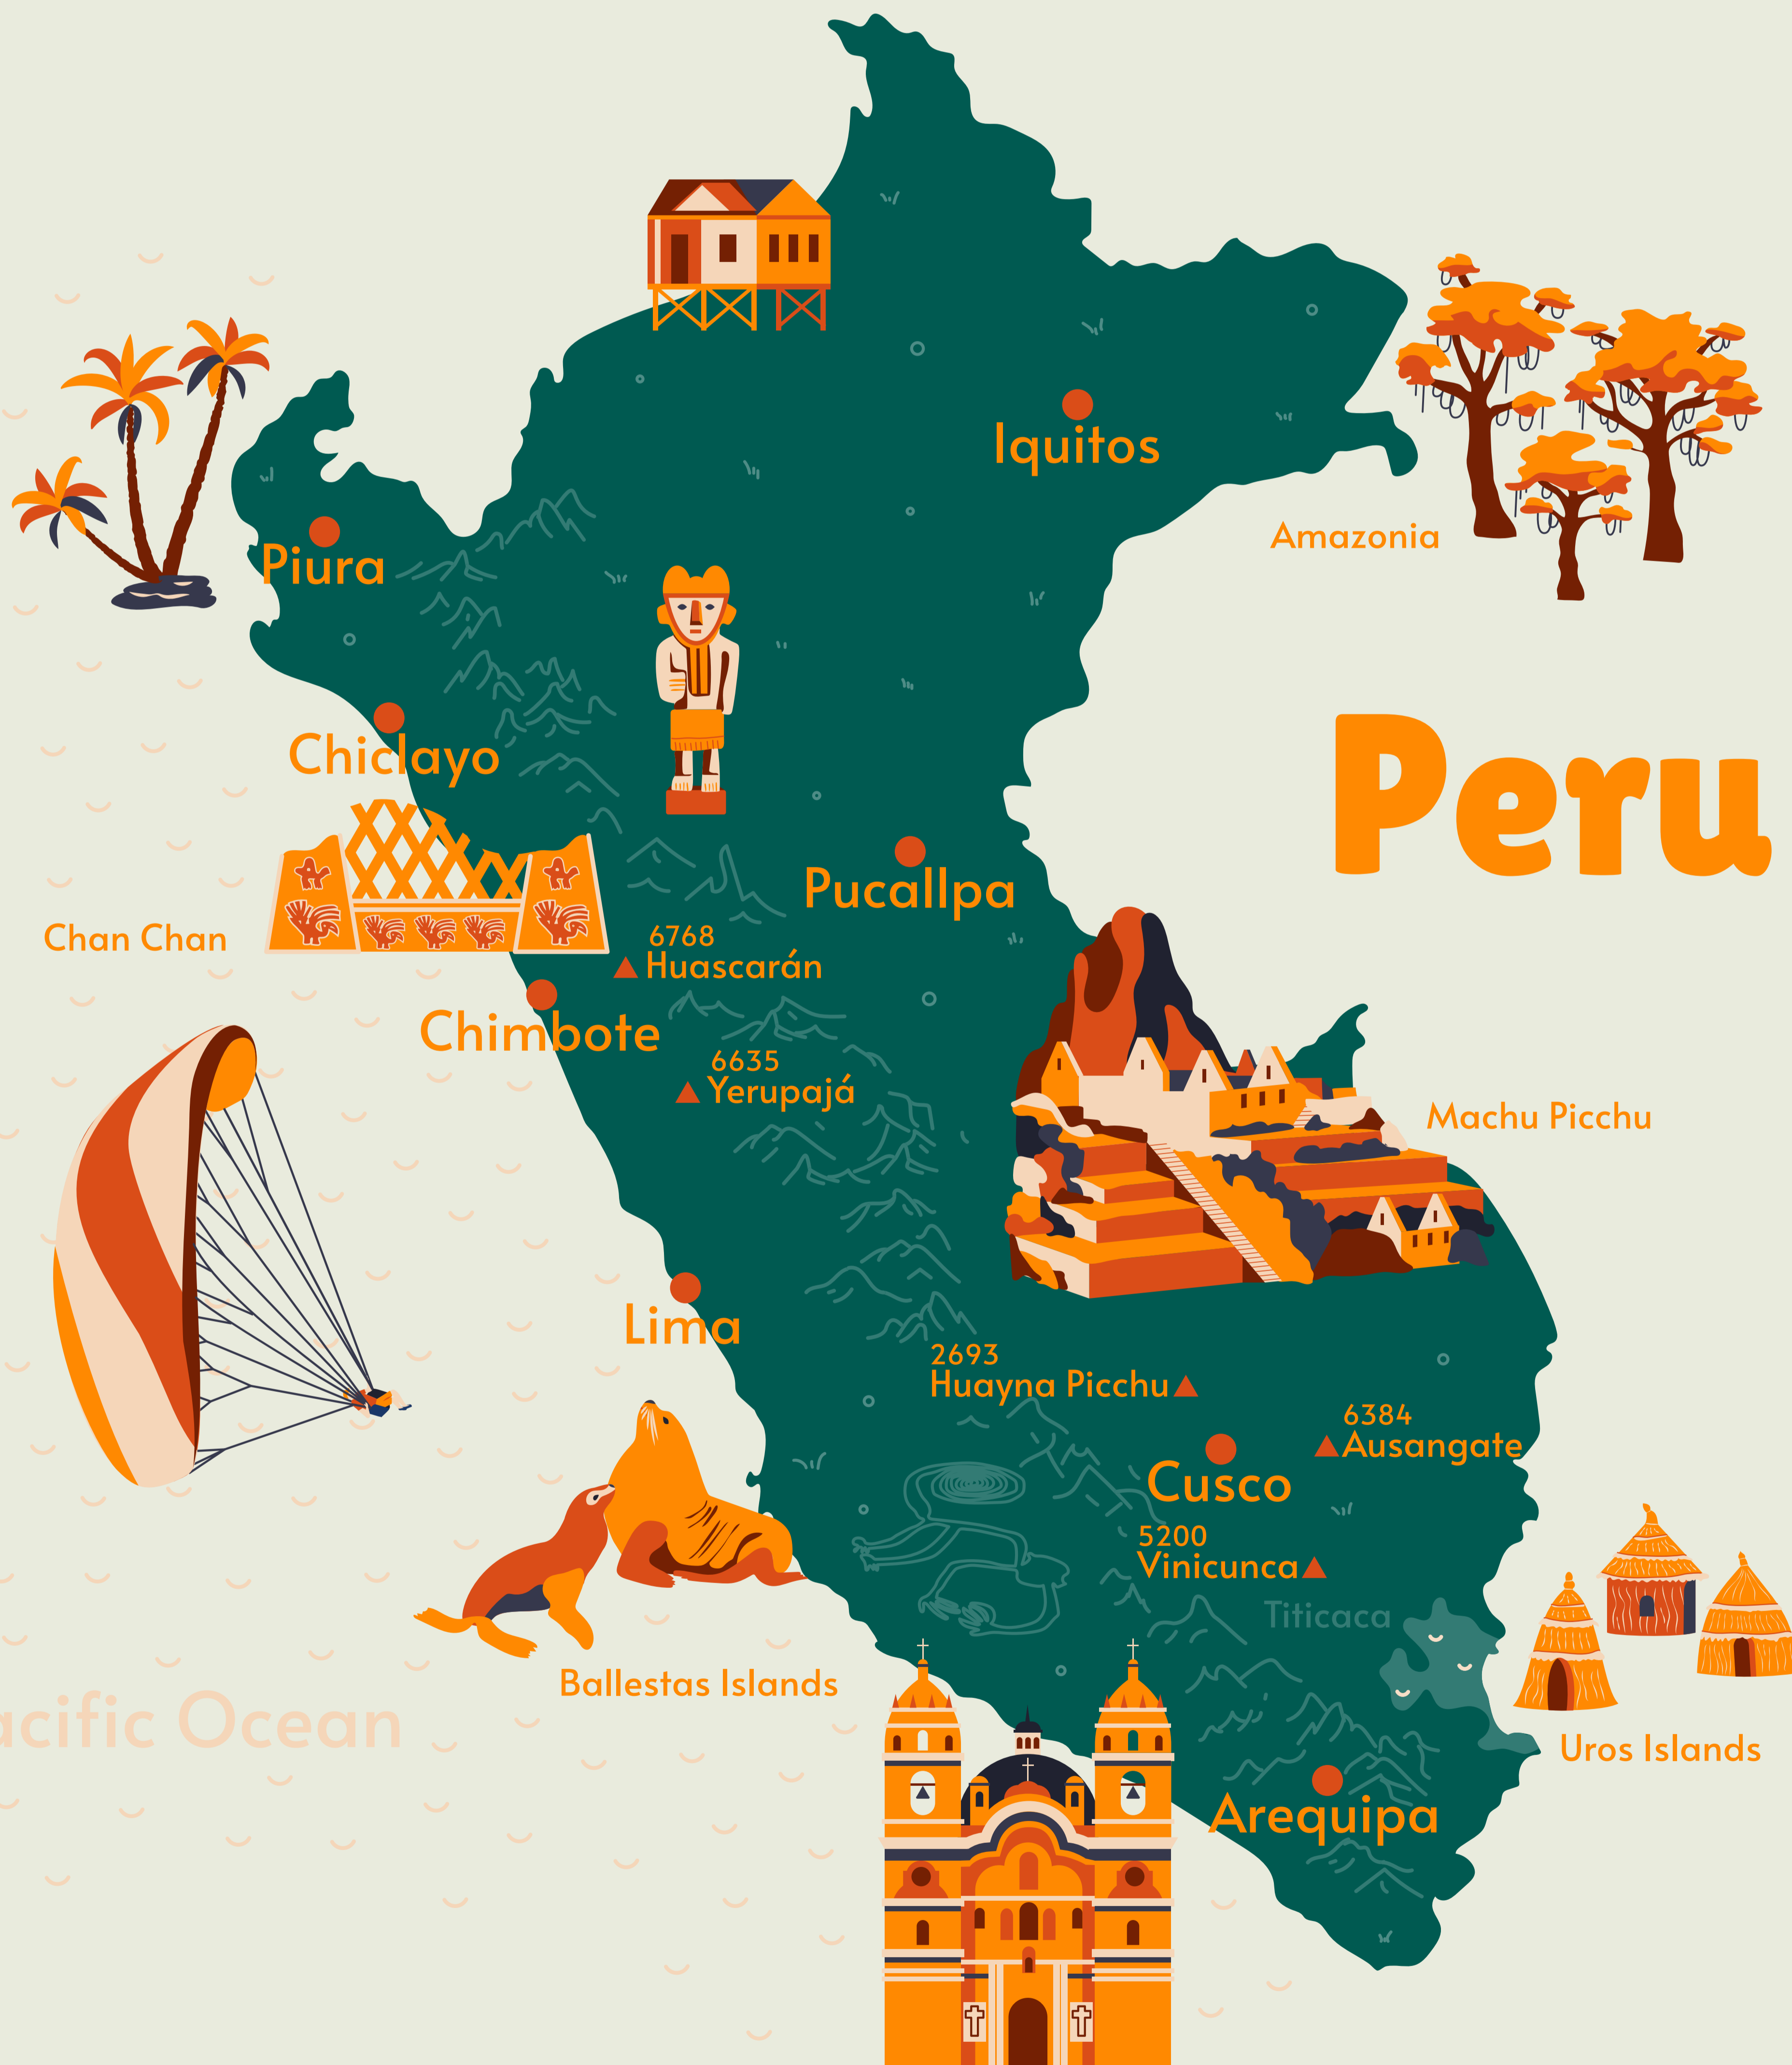 Iquitos
Amazonia
Piura
Peru
Chiclayo
Pucallpa
Chan Chan
6768
Huascarán
Chimbote
6635
Yerupajá
Machu Picchu
Lima
2693
Huayna Picchu
6384
Ausangate
Cusco
5200
Vinicunca
Titicaca
Ballestas Islands
acific Ocean
Uros Islands
Arequipa